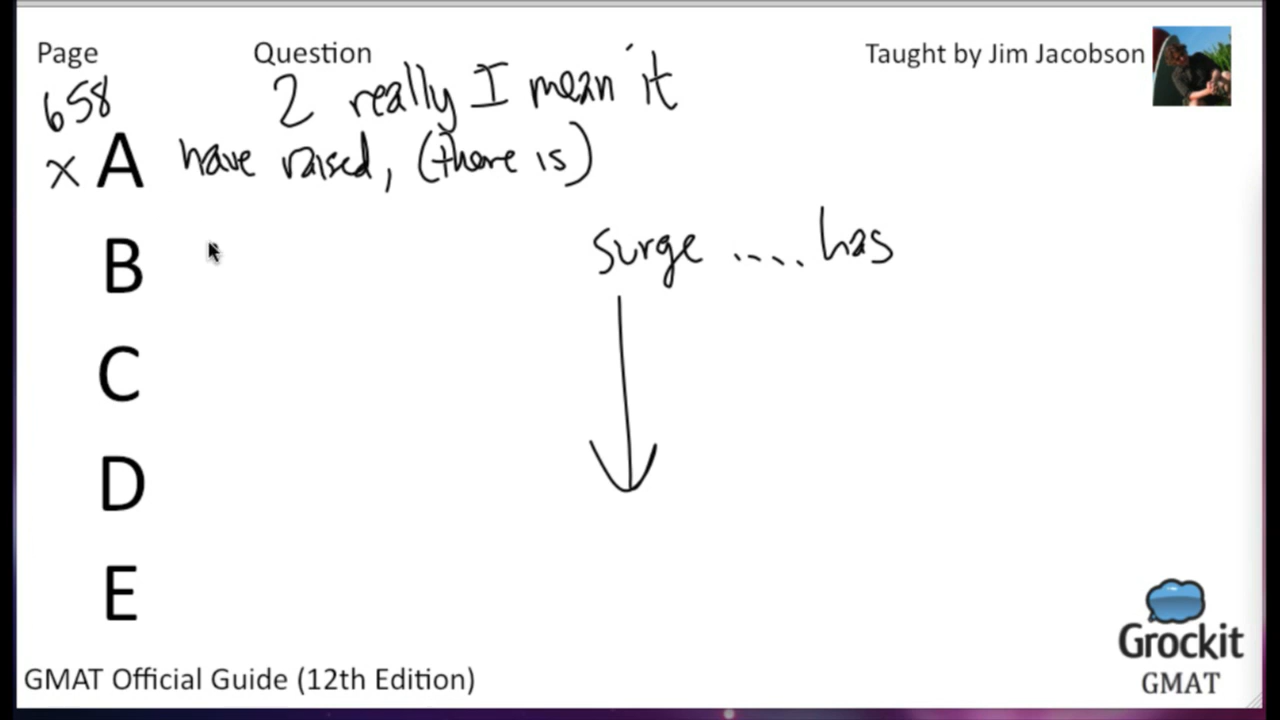 Page Question Taught by Jim Jacobson
658 2 really I mean it
x A have raised, (there is)
B surge .... has
C
D
E
Grockit
GMAT
GMAT Official Guide (12th Edition)